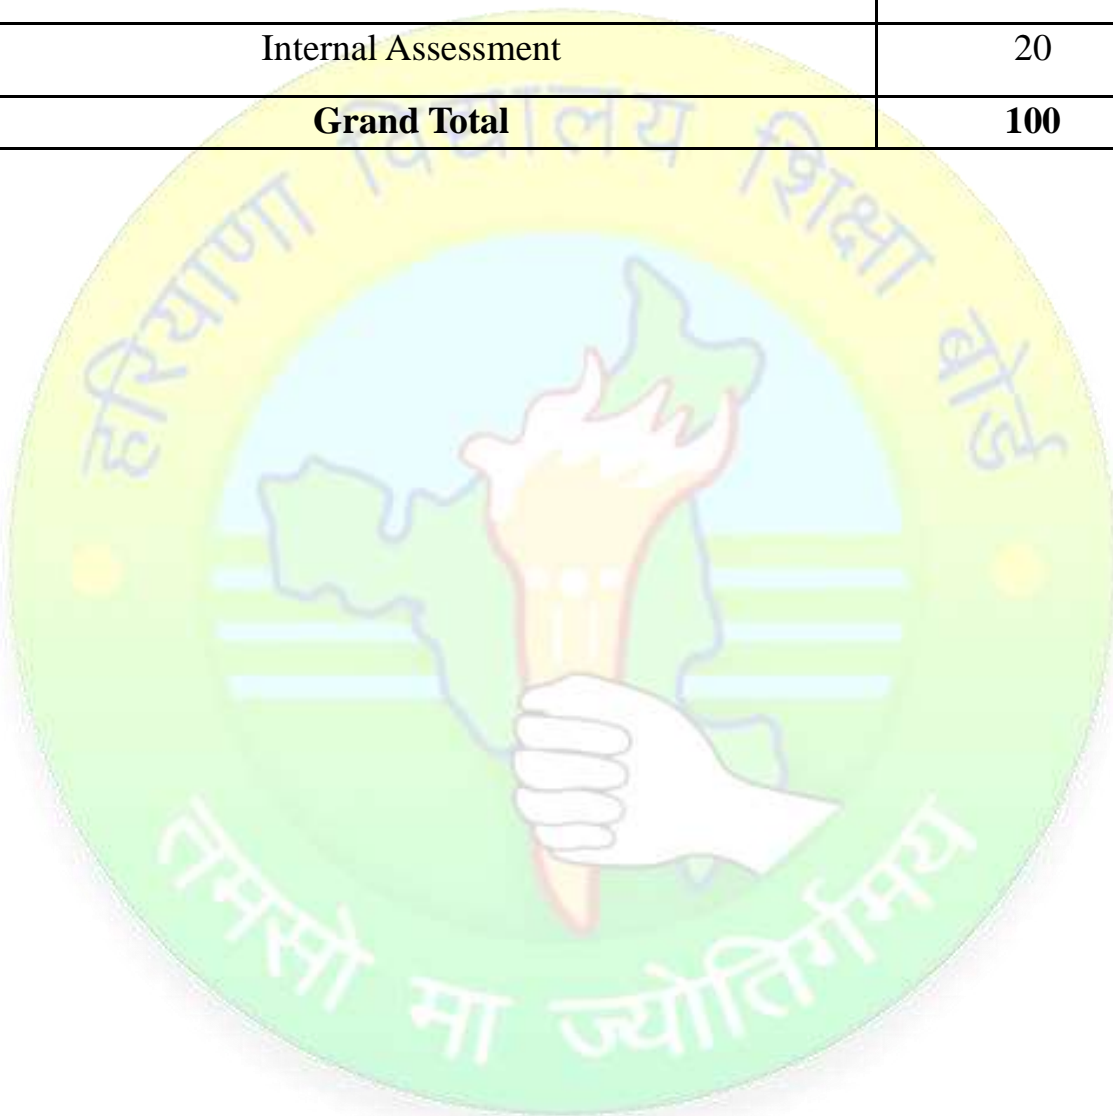 Internal Assessment 20
Grand Total 100
हरियाणा विद्यालय शिक्षा बोर्ड
तमसो मा ज्योतिर्गमय